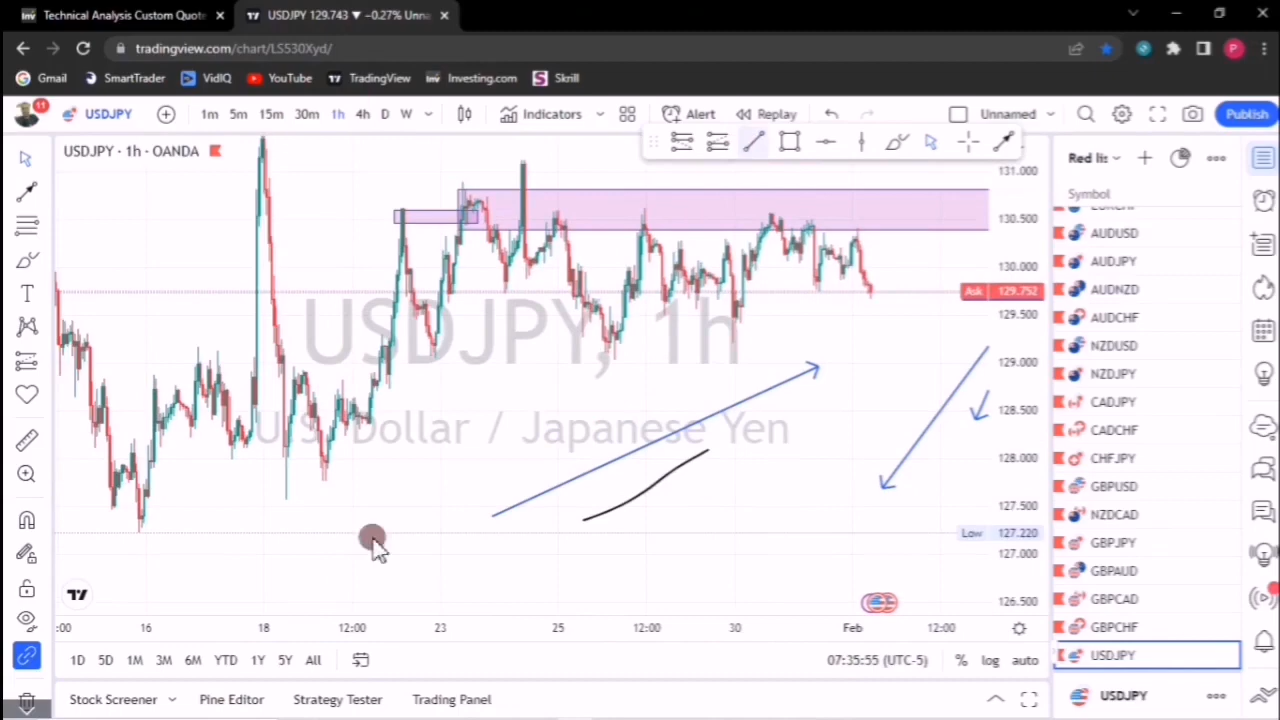 Technical Analysis Custom Quote
USDJPY 129.743 ▼ −0.27% Unna
tradingview.com/chart/LS530Xyd/
Gmail SmartTrader VidIQ YouTube TradingView Investing.com Skrill
11 USDJPY 1m 5m 15m 30m 1h 4h D W Indicators Alert Replay Unnamed Publish
USDJPY · 1h · OANDA
Red lis
Symbol
131.000
130.500
130.000
Ask 129.752
129.500
129.000
128.500
128.000
127.500
Low 127.220
127.000
126.500
USDJPY, 1h
U.S. Dollar / Japanese Yen
AUDUSD
AUDJPY
AUDNZD
AUDCHF
NZDUSD
NZDJPY
CADJPY
CADCHF
CHFJPY
GBPUSD
NZDCAD
GBPJPY
GBPAUD
GBPCAD
GBPCHF
USDJPY
:00 16 18 12:00 23 25 12:00 30 Feb 12:00
1D 5D 1M 3M 6M YTD 1Y 5Y All 07:35:55 (UTC-5) % log auto
Stock Screener Pine Editor Strategy Tester Trading Panel
USDJPY